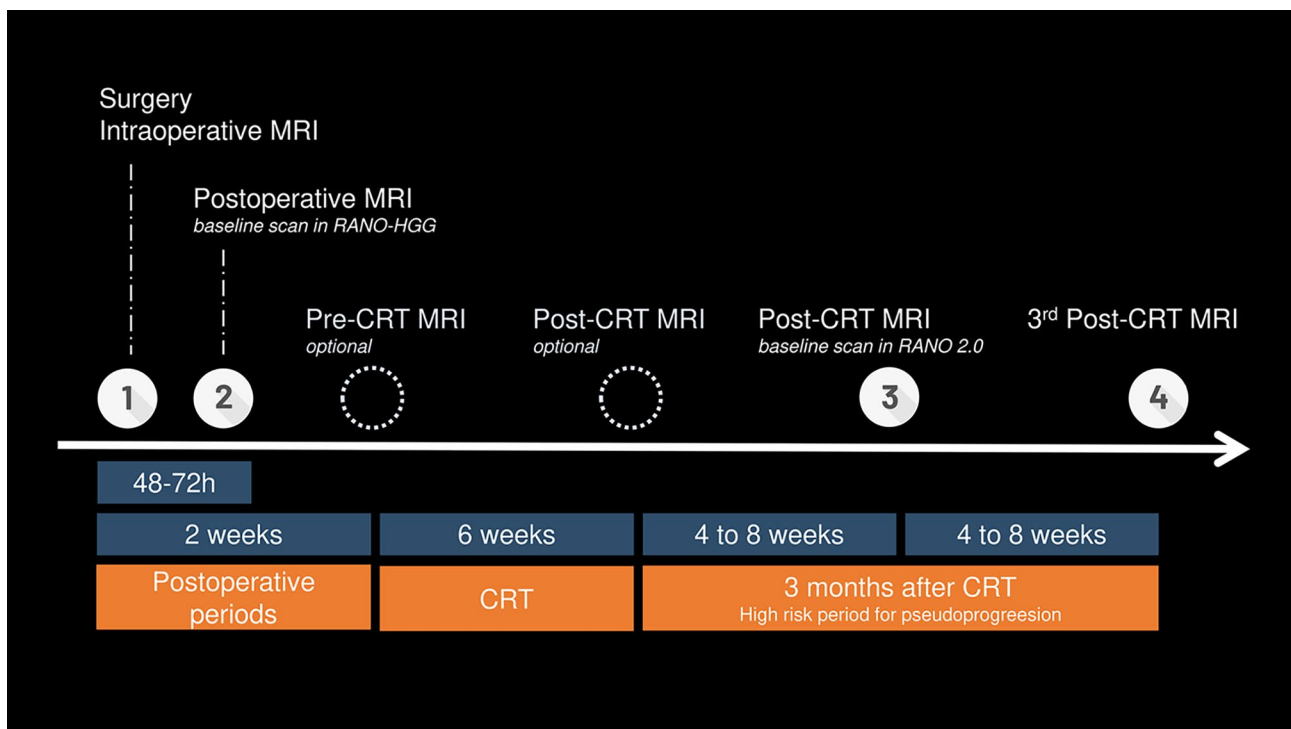 Surgery
Intraoperative MRI
Postoperative MRI
baseline scan in RANO-HGG
Pre-CRT MRI
optional
Post-CRT MRI
optional
Post-CRT MRI
baseline scan in RANO 2.0
3rd Post-CRT MRI
1
2
3
4
48-72h
2 weeks
6 weeks
4 to 8 weeks
4 to 8 weeks
Postoperative
periods
CRT
3 months after CRT
High risk period for pseudoprogreesion